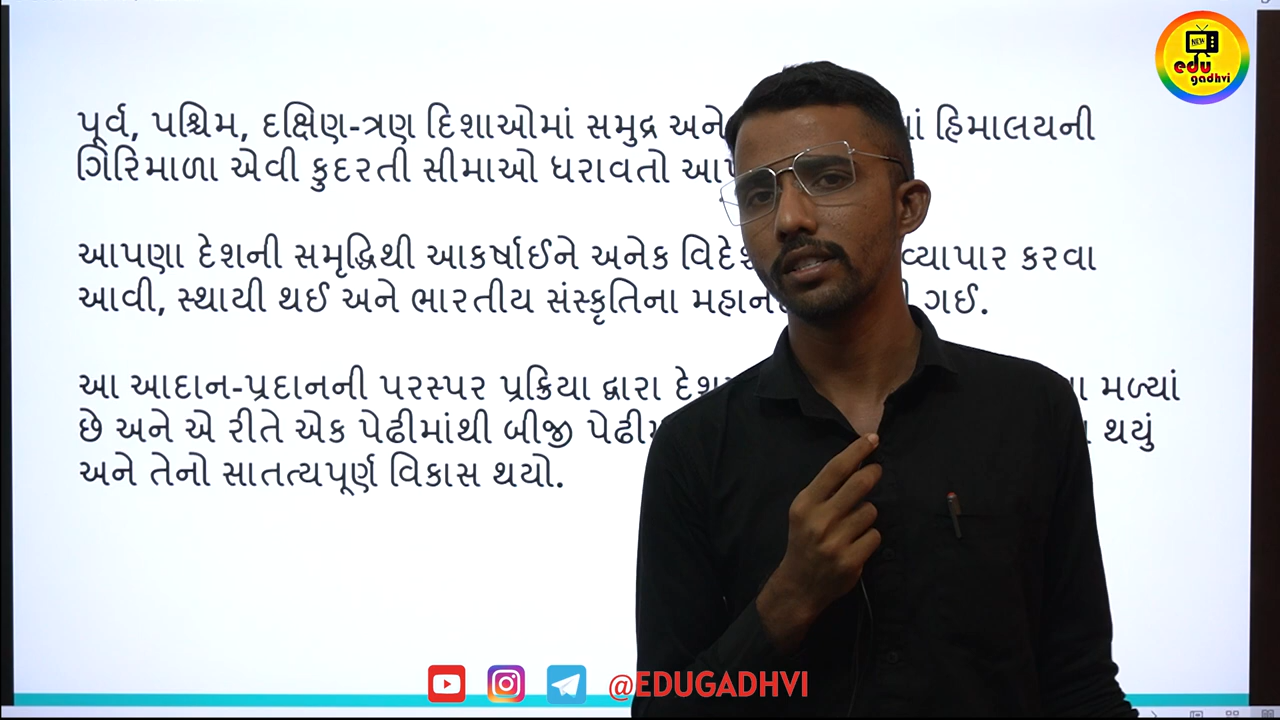 પૂર્વ, પશ્ચિમ, દક્ષિણ-ત્રણ દિશાઓમાં સમુદ્ર અને હિમાલયની
ગિરિમાળા એવી કુદરતી સીમાઓ ધરાવતો
આપણા દેશની સમૃદ્ધિથી આકર્ષાઈને અનેક વ્યાપાર કરવા
આવી, સ્થાયી થઈ અને ભારતીય સંસ્કૃતિના ગઈ.
આ આદાન-પ્રદાનની પરસ્પર પ્રક્રિયા દ્વારા મળ્યાં
છે અને એ રીતે એક પેઢીમાંથી બીજી થયું
અને તેનો સાતત્યપૂર્ણ વિકાસ થયો.
NEW
edu
gadhvi
@EDUGADHVI